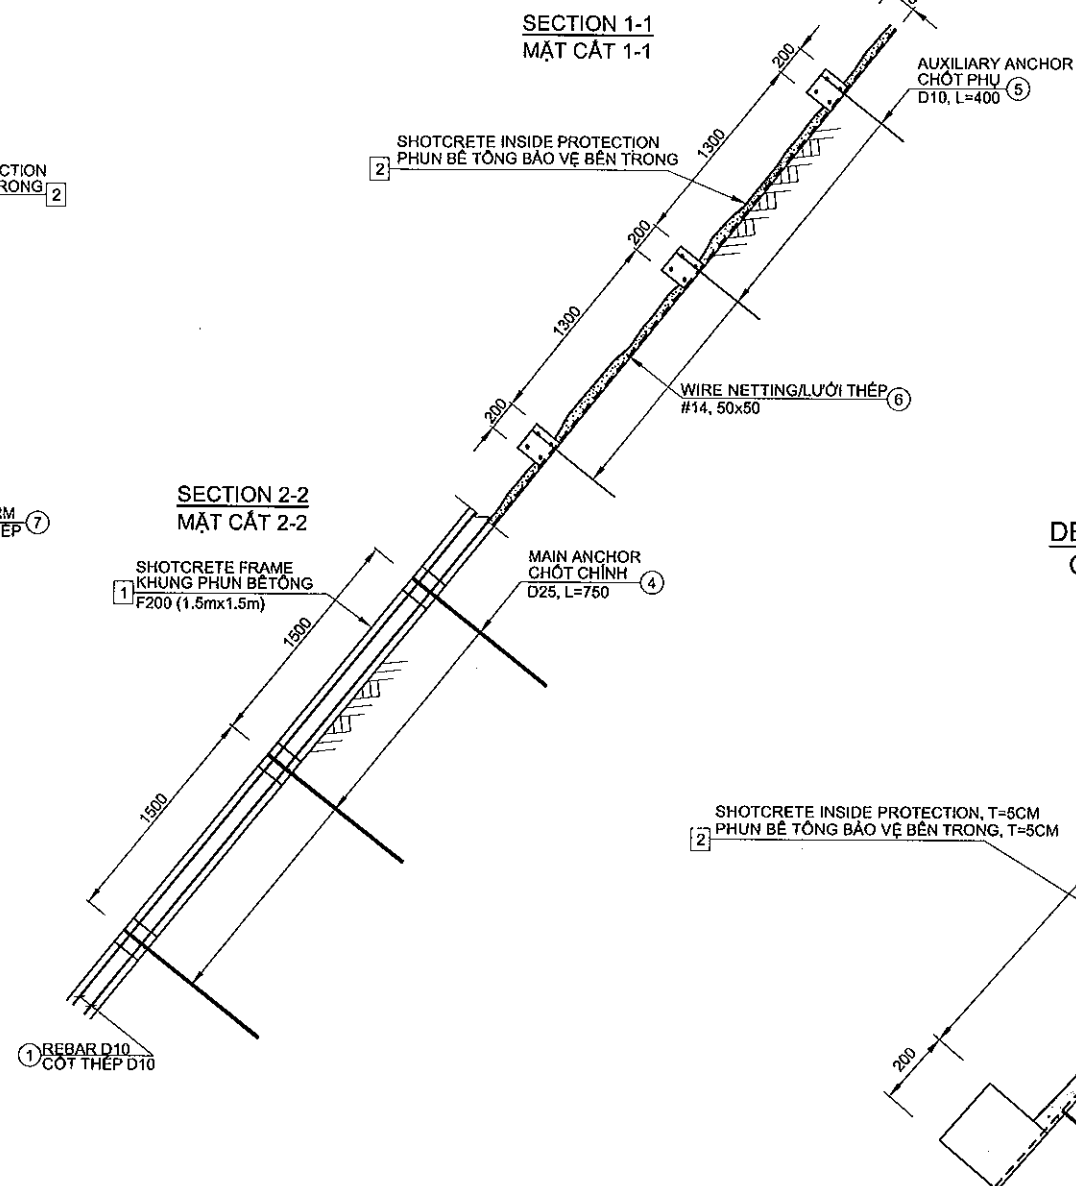 SECTION 1-1
MẶT CẮT 1-1
200
AUXILIARY ANCHOR
CHỐT PHỤ
D10, L=400 5
SHOTCRETE INSIDE PROTECTION
PHUN BÊ TÔNG BẢO VỆ BÊN TRONG
2
1300
CTION
RONG 2
200
1300
WIRE NETTING/LƯỚI THÉP 6
#14, 50x50
200
SECTION 2-2
MẶT CẮT 2-2
RM
ÉP 7
SHOTCRETE FRAME
KHUNG PHUN BÊTÔNG
1 F200 (1.5mx1.5m)
MAIN ANCHOR
CHỐT CHÍNH 4
D25, L=750
DE
C
1500
1500
SHOTCRETE INSIDE PROTECTION, T=5CM
PHUN BÊ TÔNG BẢO VỆ BÊN TRONG, T=5CM
2
1 REBAR D10
CỐT THÉP D10
200